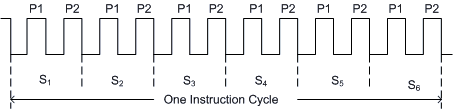 P1 P2 P1 P2 P1 P2 P1 P2 P1 P2 P1 P2
S1 S2 S3 S4 S5 S6
One Instruction Cycle